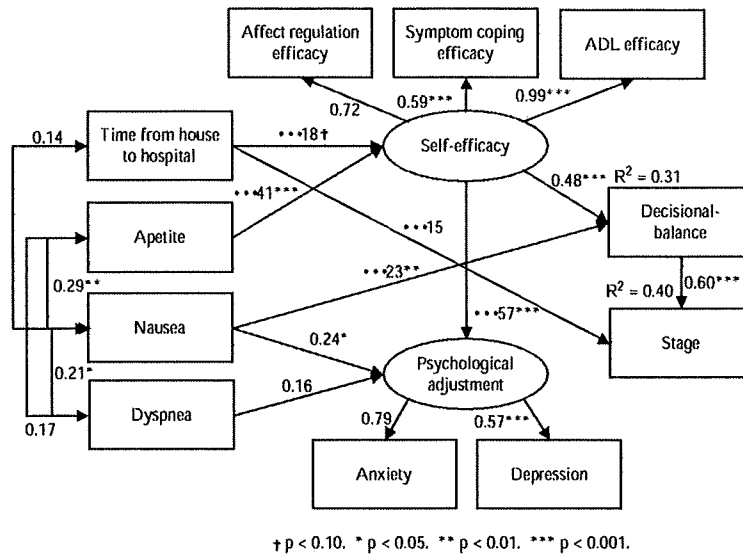 Affect regulation
efficacy
Symptom coping
efficacy
ADL efficacy
0.72
0.59***
0.99***
0.14
Time from house
to hospital
•••18†
Self-efficacy
•••41***
0.48***
R² = 0.31
Apetite
•••15
Decisional-
balance
0.29**
•••23**
R² = 0.40
0.60***
Nausea
0.24*
•••57***
Stage
0.21*
Psychological
adjustment
0.16
Dyspnea
0.17
0.79
0.57***
Anxiety
Depression
† p < 0.10. * p < 0.05. ** p < 0.01. *** p < 0.001.